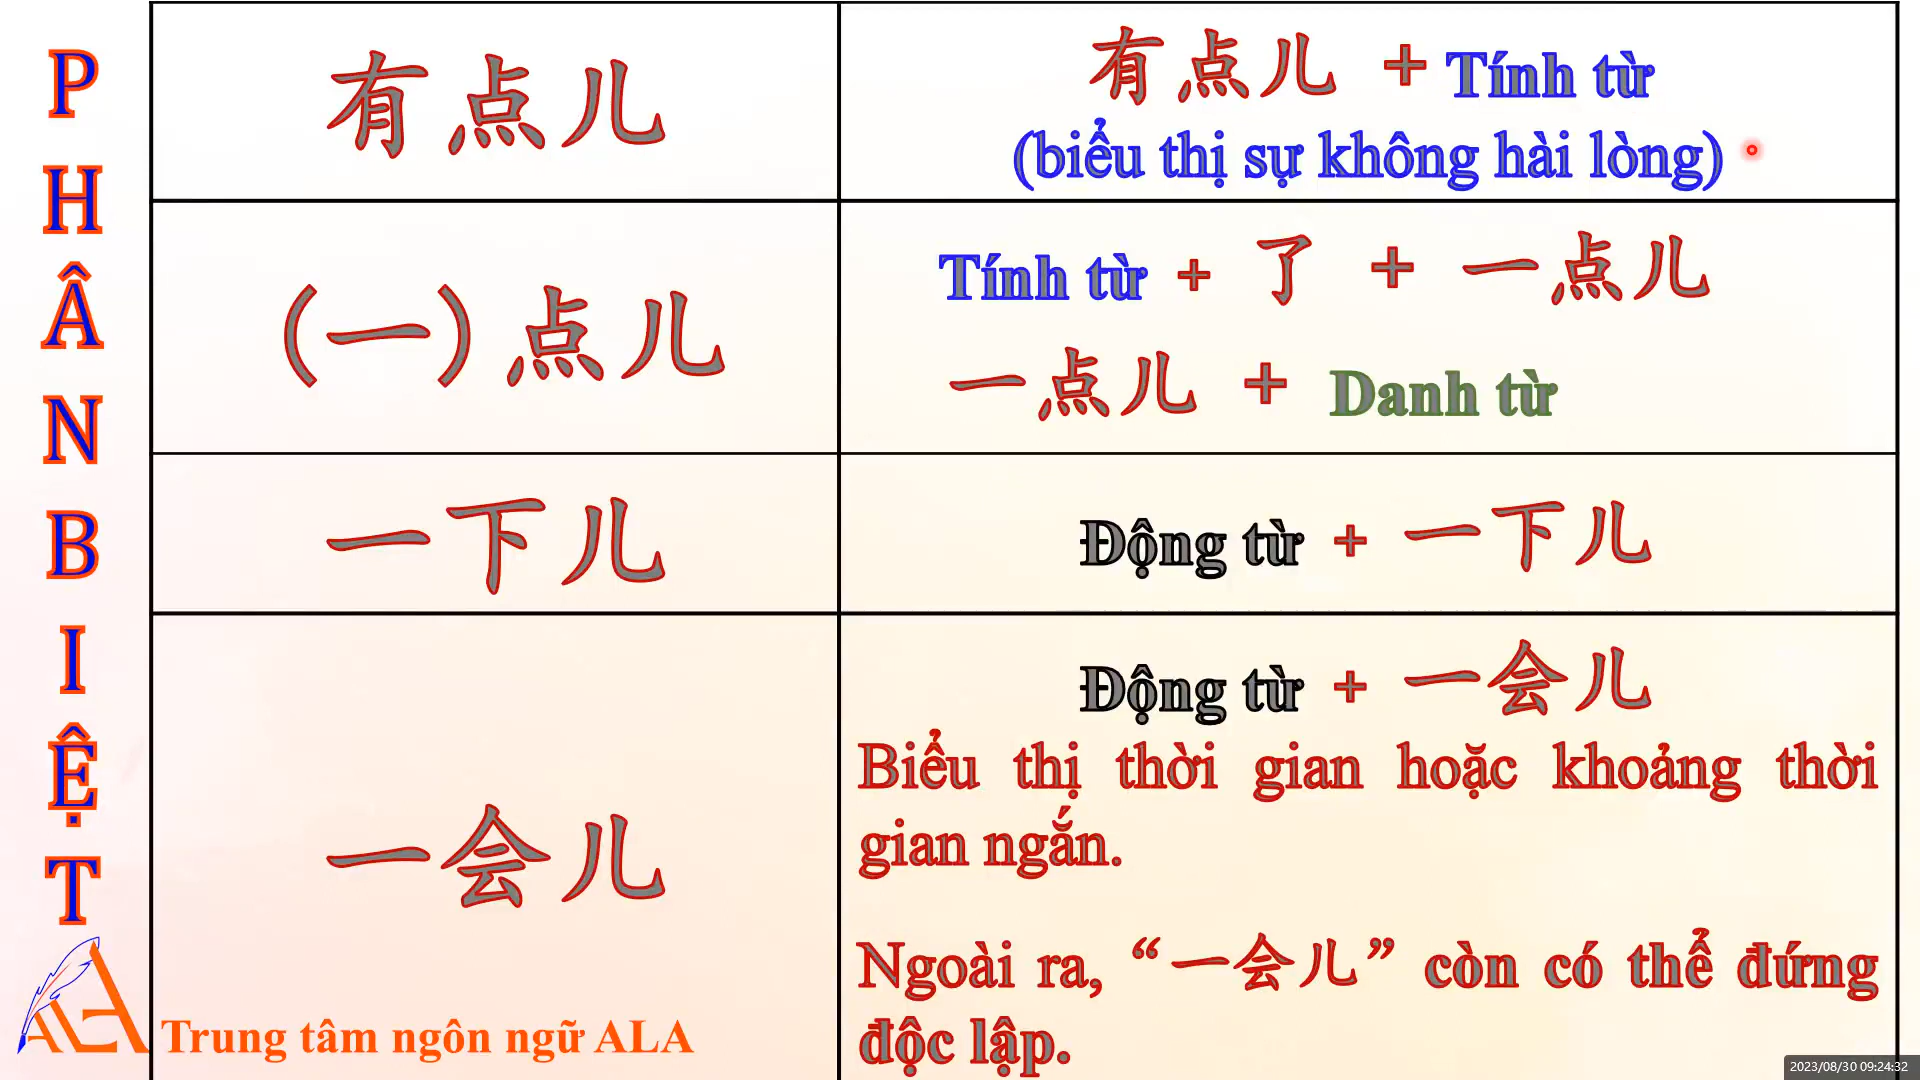 PHÂN BIỆT
有点儿
有点儿 + Tính từ
(biểu thị sự không hài lòng)
(一)点儿
Tính từ + 了 + 一点儿
一点儿 + Danh từ
一下儿
Động từ + 一下儿
一会儿
Động từ + 一会儿
Biểu thị thời gian hoặc khoảng thời
gian ngắn.
Ngoài ra, “一会儿” còn có thể đứng
độc lập.
ALA
Trung tâm ngôn ngữ ALA
2023/08/30 09:24:32